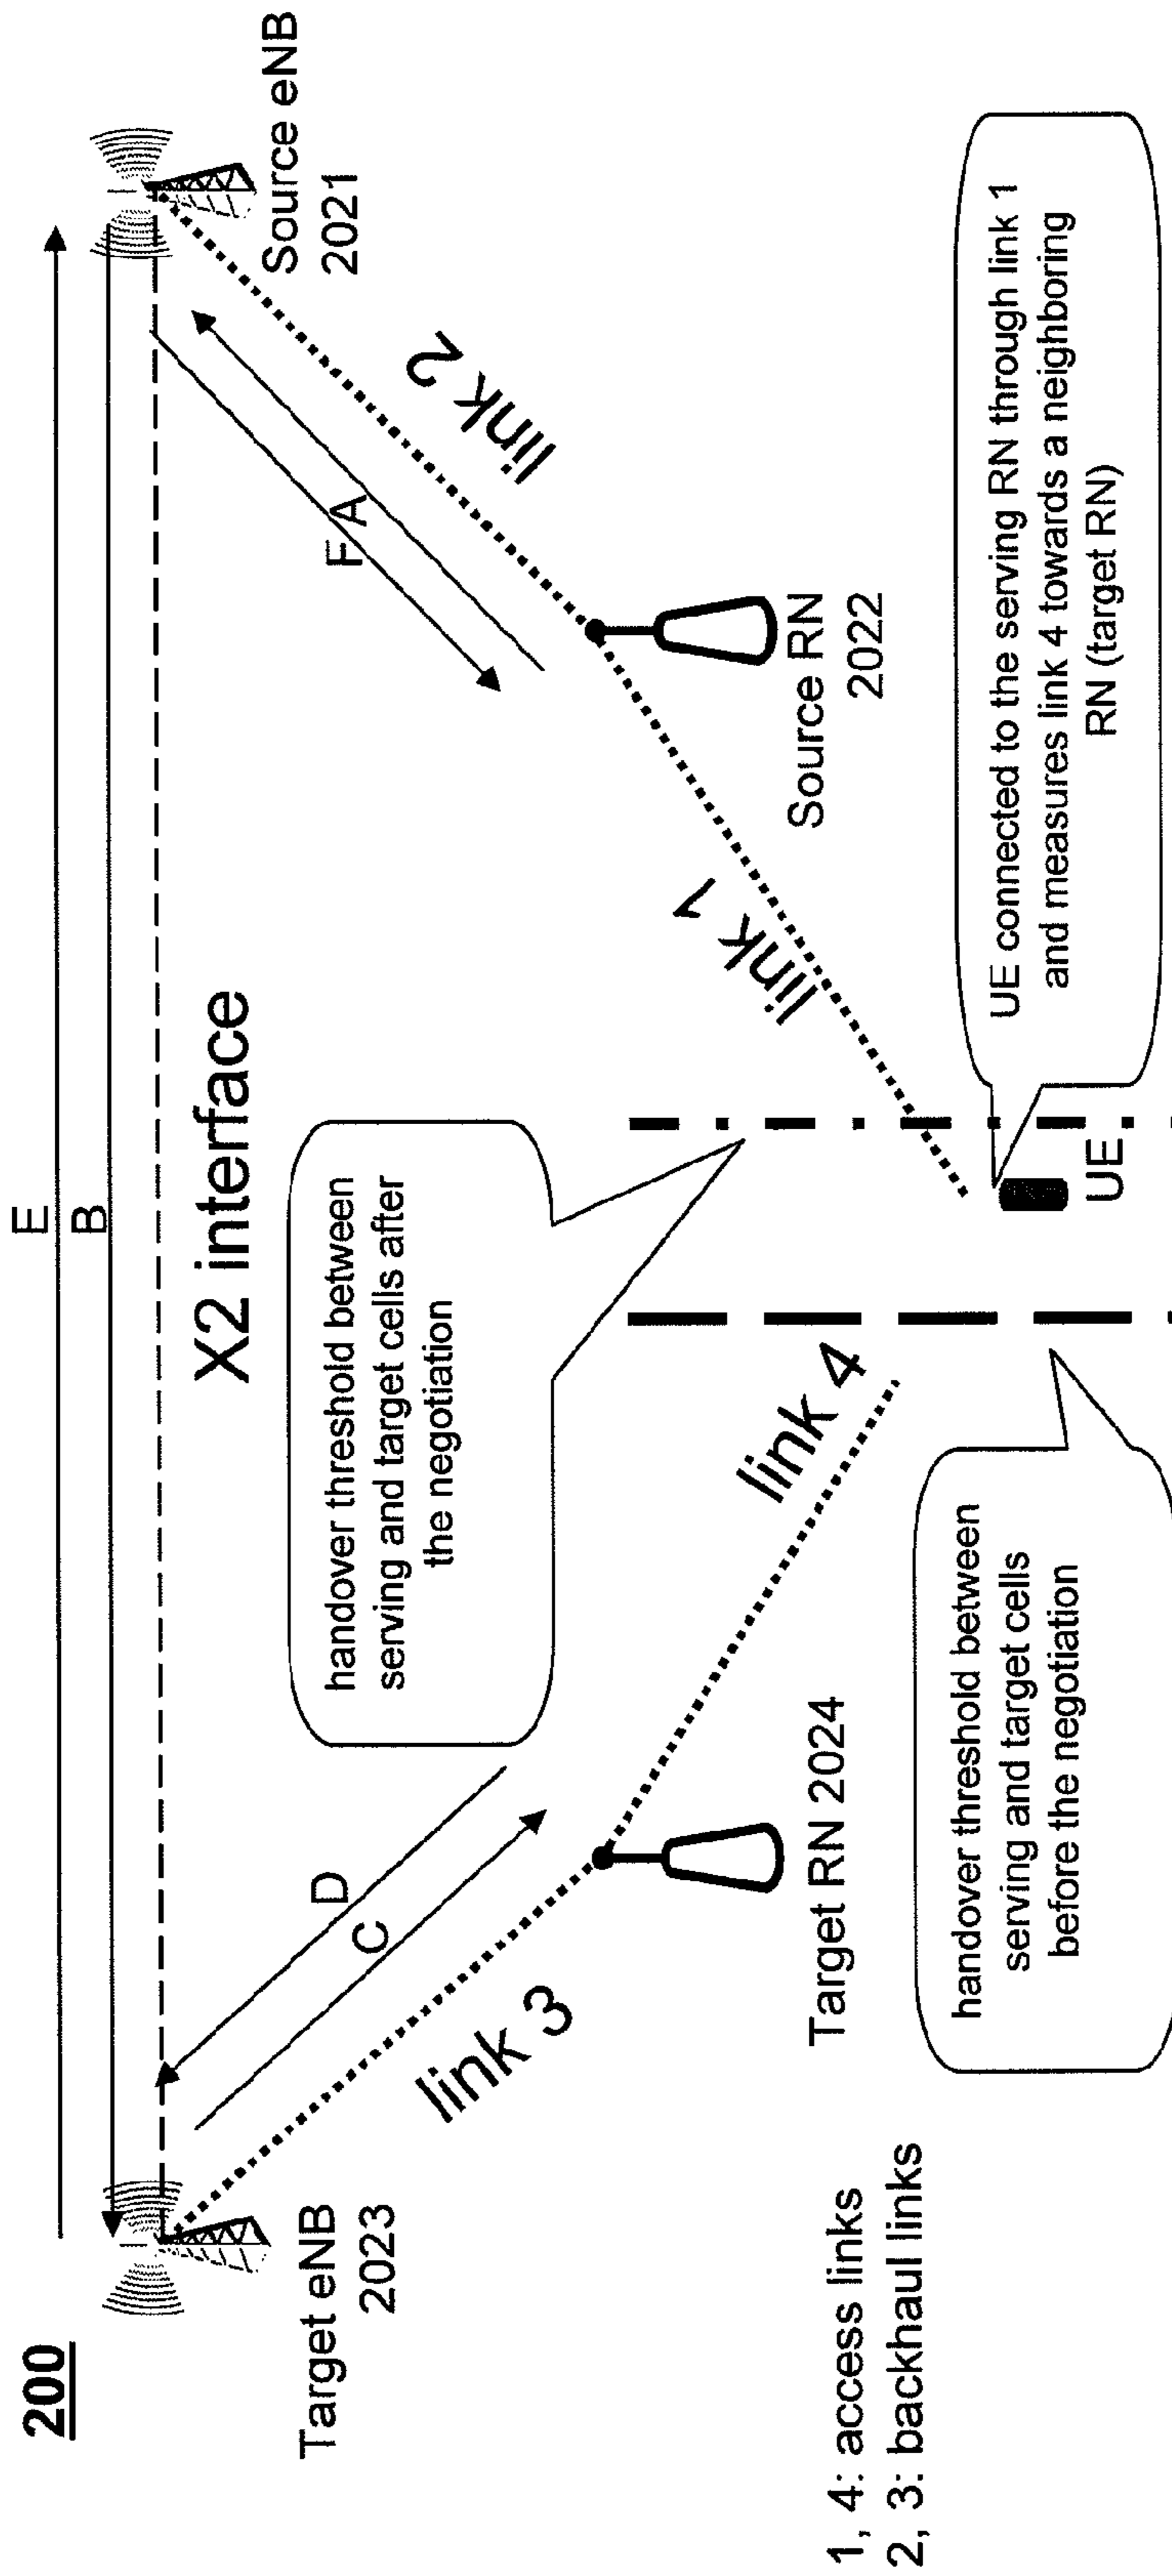 200
E
B
X2 interface
Target eNB
2023
Source eNB
2021
D
C
link 3
F
A
link 2
handover threshold between
serving and target cells after
the negotiation
Target RN 2024
Source RN
2022
link 4
link 1
handover threshold between
serving and target cells
before the negotiation
UE
UE connected to the serving RN through link 1
and measures link 4 towards a neighboring
RN (target RN)
1, 4: access links
2, 3: backhaul links